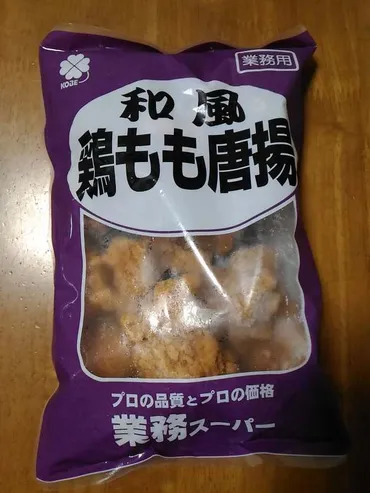 KOBE
業務用
和風
鶏もも唐揚
プロの品質とプロの価格
業務スーパー